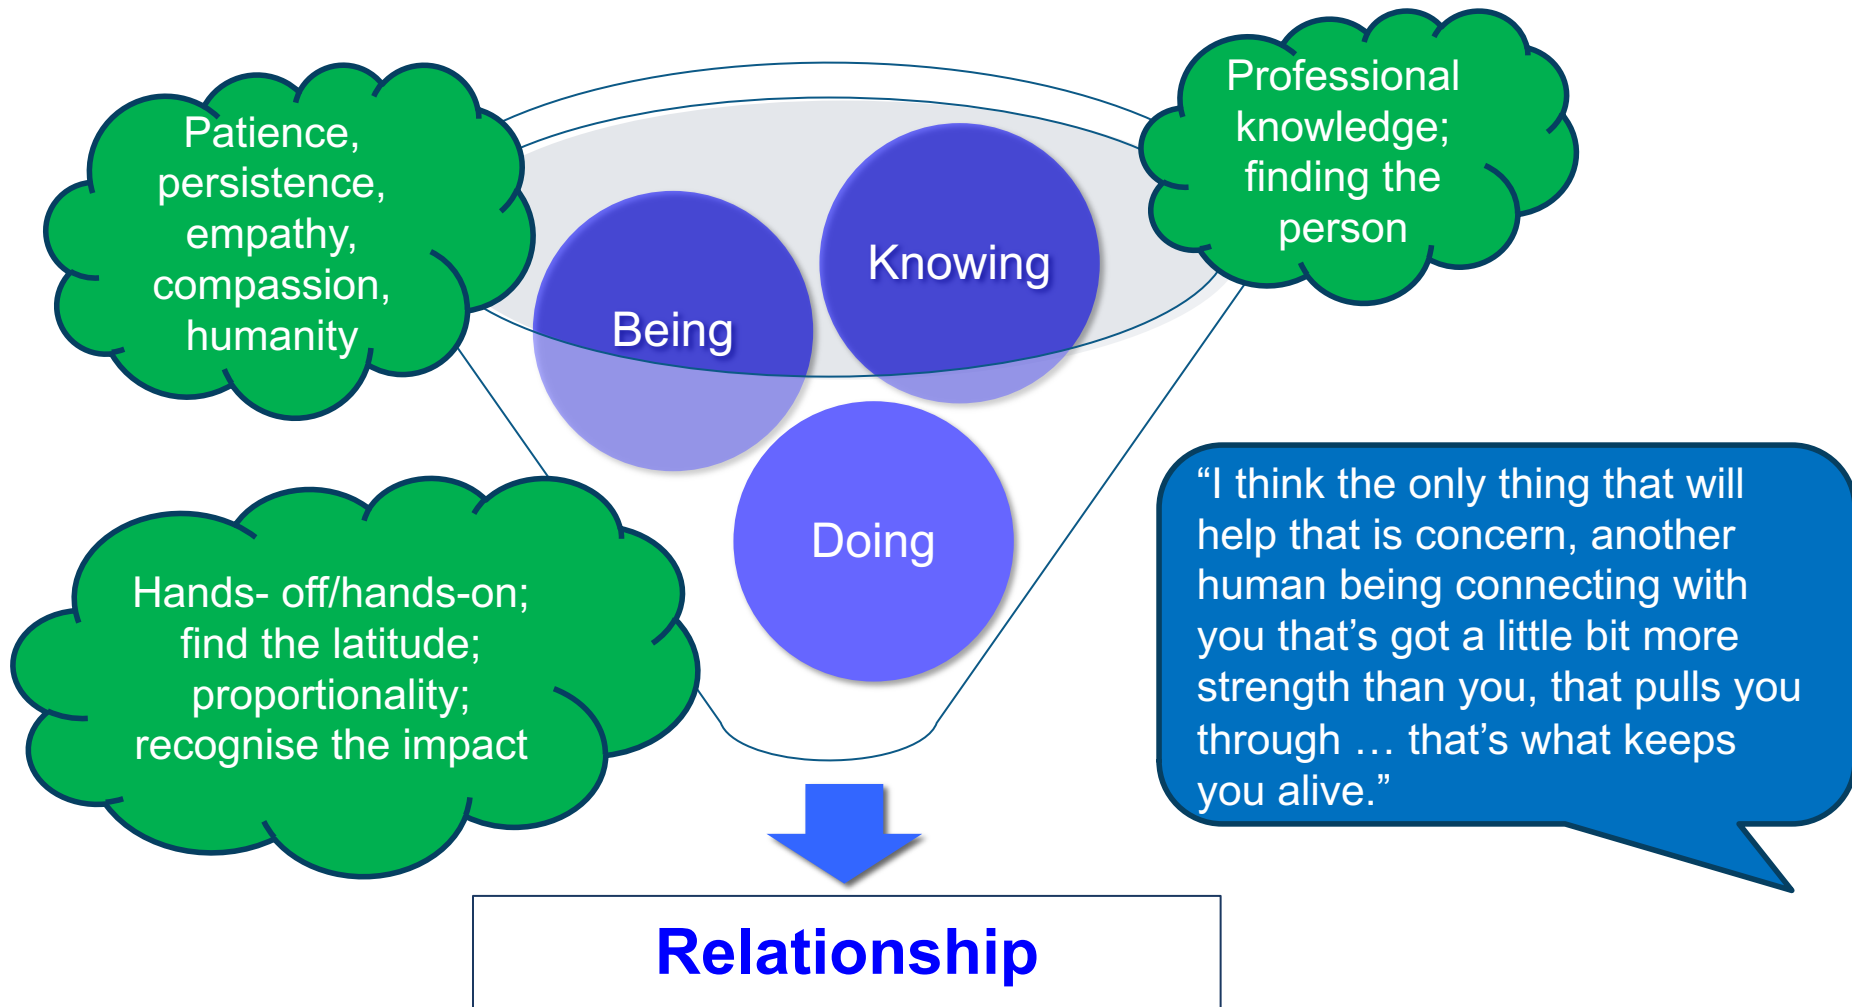 Patience,
persistence,
empathy,
compassion,
humanity
Professional
knowledge;
finding the
person
Knowing
Being
Doing
Hands- off/hands-on;
find the latitude;
proportionality;
recognise the impact
“I think the only thing that will
help that is concern, another
human being connecting with
you that’s got a little bit more
strength than you, that pulls you
through … that’s what keeps
you alive.”
Relationship